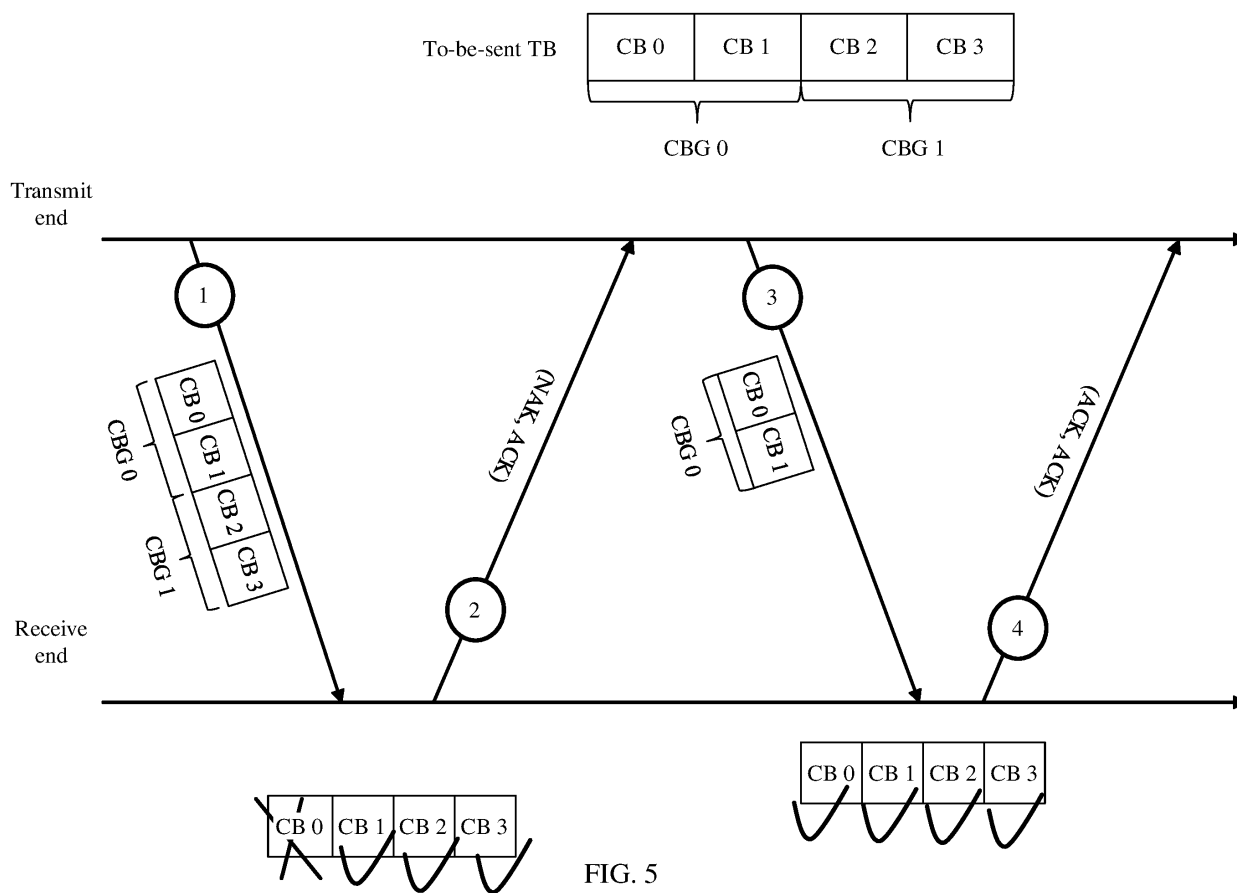 To-be-sent TB
CB 0 CB 1 CB 2 CB 3
CBG 0 CBG 1
Transmit
end
1
3
CB 0
CB 1
CB 2
CB 3
CBG 0
CBG 1
(NAK, ACK)
CB 0
CB 1
CBG 0
(ACK, ACK)
2
4
Receive
end
CB 0 CB 1 CB 2 CB 3
CB 0 CB 1 CB 2 CB 3
FIG. 5